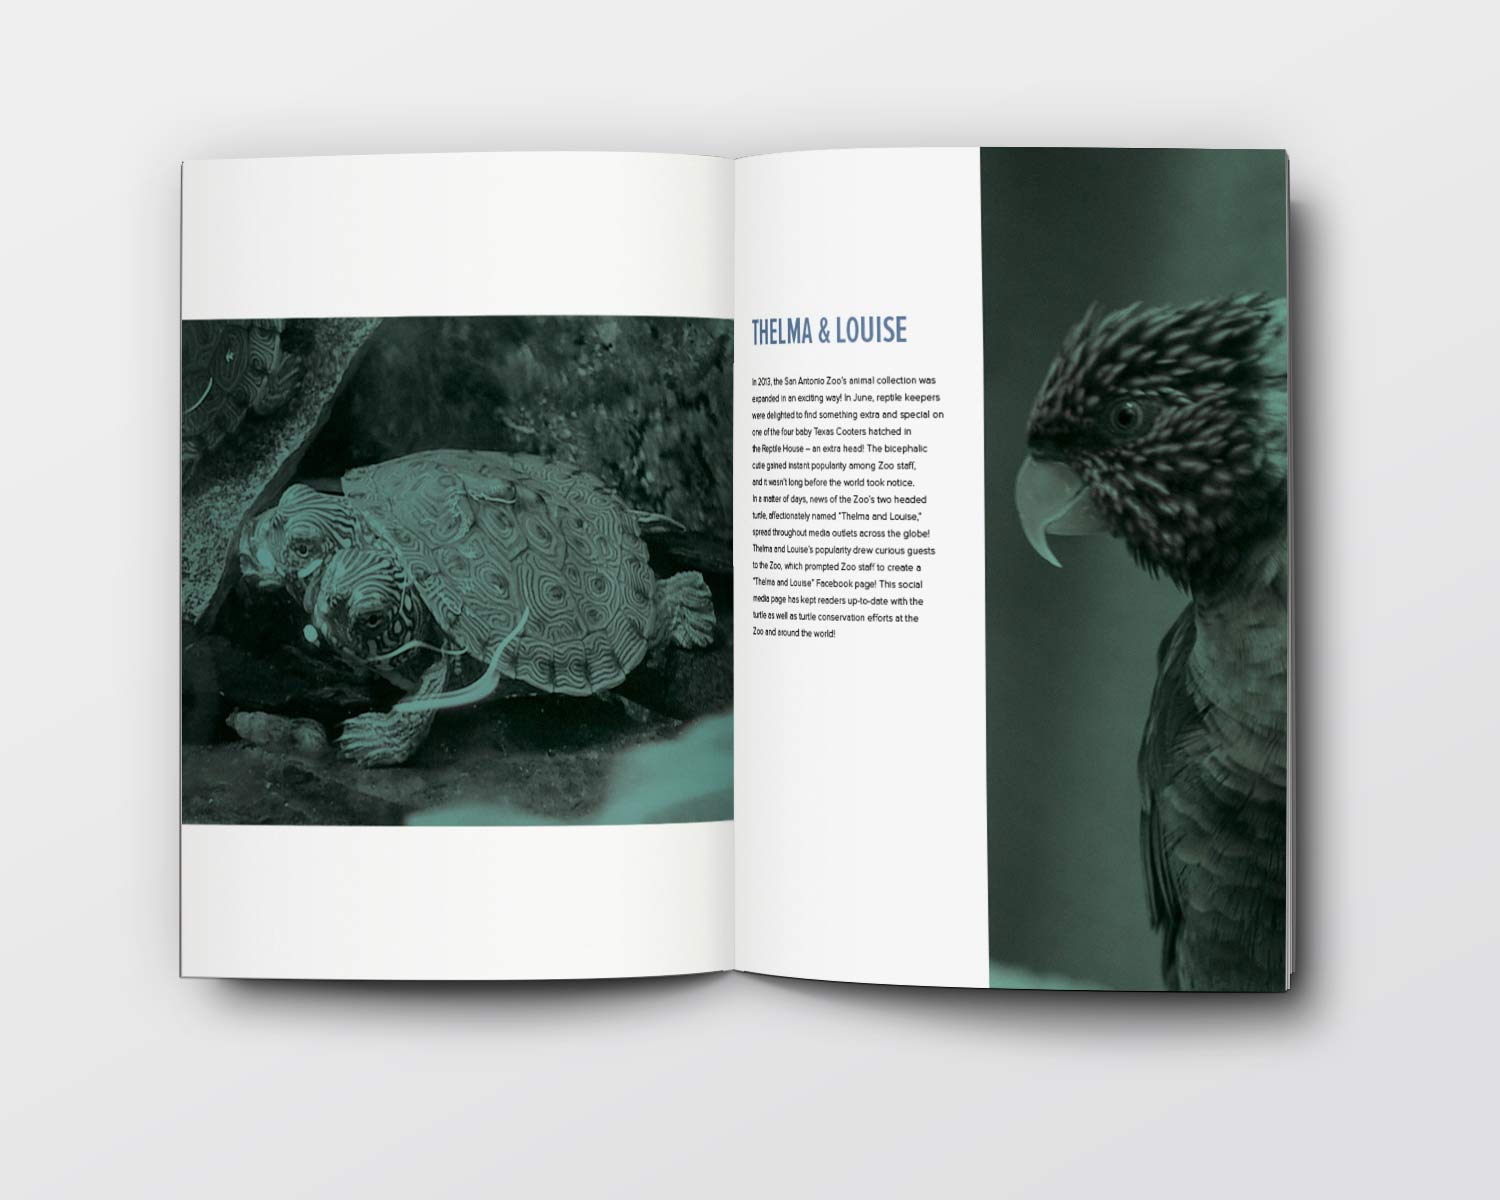 THELMA & LOUISE
In 2013, the San Antonio Zoo's animal collection was
expanded in an exciting way! In June, reptile keepers
were delighted to find something extra and special on
one of the four baby Texas Cooters hatched in
the Reptile House – an extra head! The bicephalic
cutie gained instant popularity among Zoo staff,
and it wasn't long before the world took notice.
In a matter of days, news of the Zoo's two headed
turtle, affectionately named "Thelma and Louise,"
spread throughout media outlets across the globe!
Thelma and Louise's popularity drew curious guests
to the Zoo, which prompted Zoo staff to create a
"Thelma and Louise" Facebook page! This social
media page has kept readers up-to-date with the
turtle as well as turtle conservation efforts at the
Zoo and around the world!